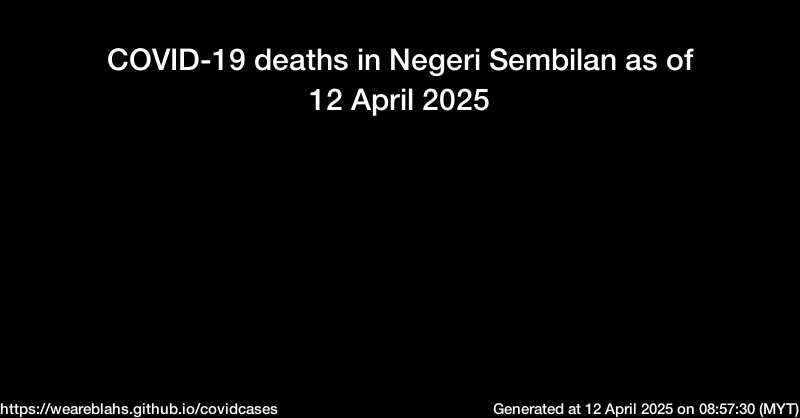 COVID-19 deaths in Negeri Sembilan as of
12 April 2025
https://weareblahs.github.io/covidcases
Generated at 12 April 2025 on 08:57:30 (MYT)